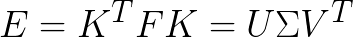 E = K^T F K = U Σ V^T